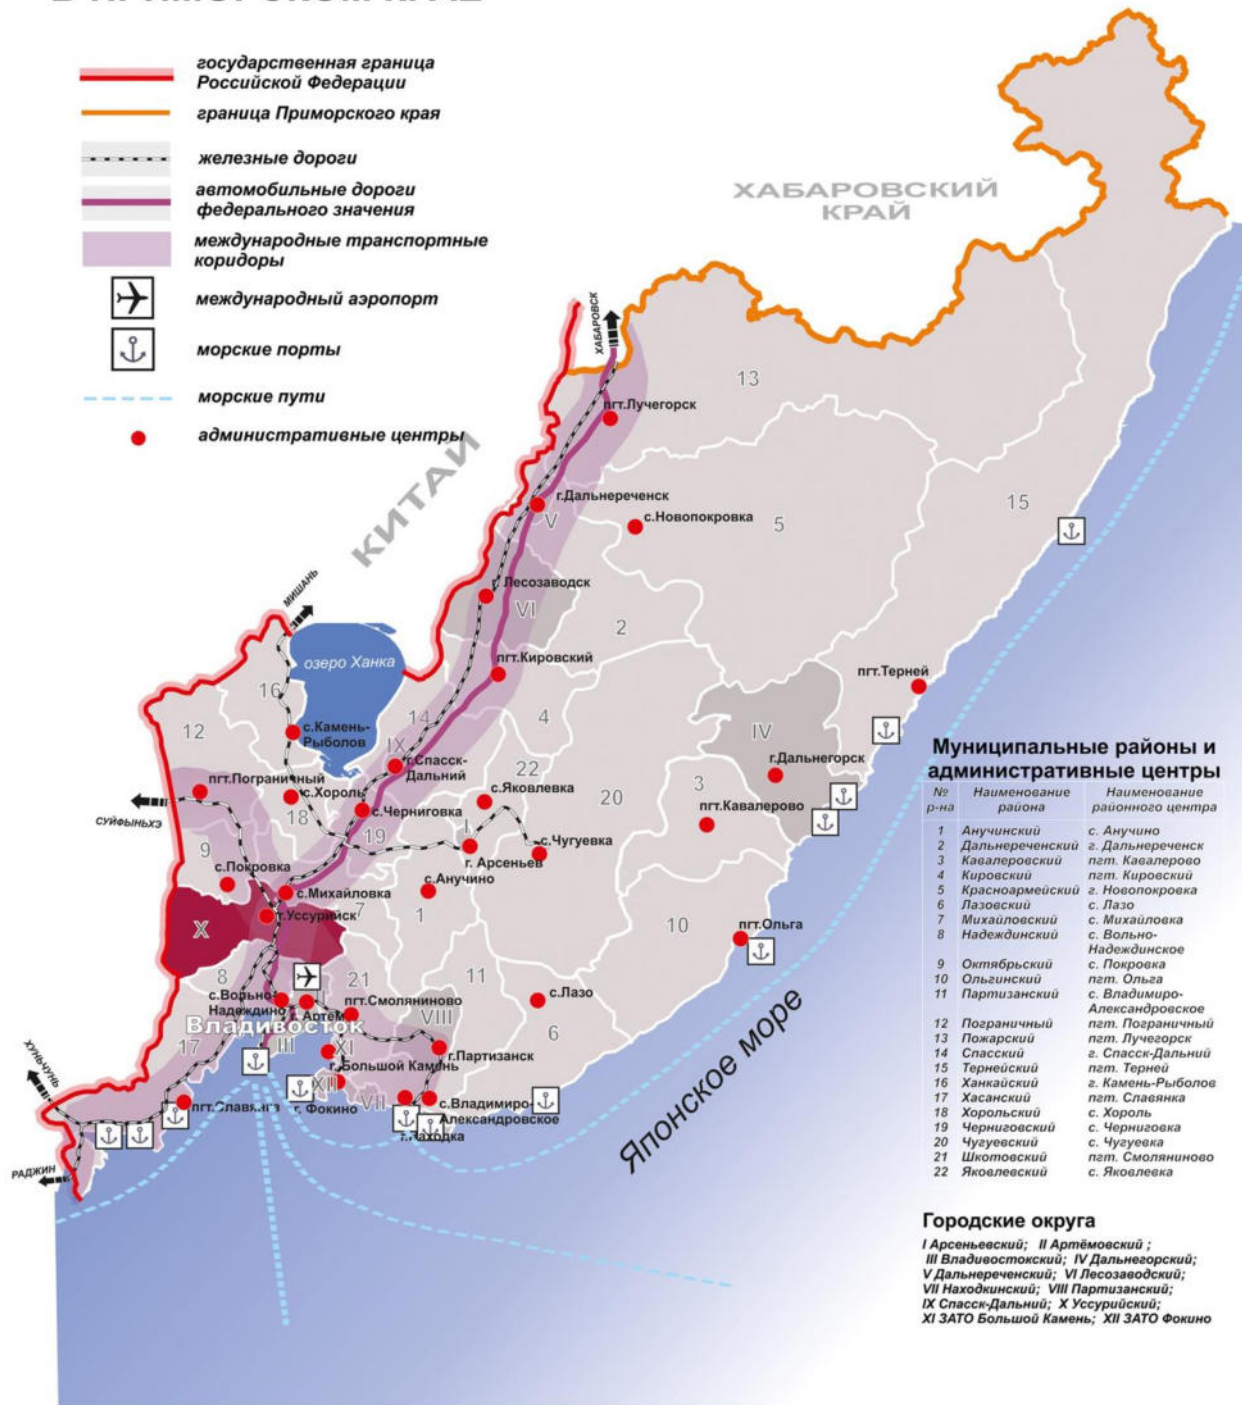 государственная граница
Российской Федерации
граница Приморского края
железные дороги
автомобильные дороги
федерального значения
международные транспортные
коридоры
международный аэропорт
морские порты
морские пути
административные центры
ХАБАРОВСКИЙ
КРАЙ
ХАБАРОВСК
КИТАЙ
13
пгт.Лучегорск
15
г.Дальнереченск
V
с.Новопокровка
5
МИШАНЬ
г. Лесозаводск
VI
2
озеро Ханка
пгт.Кировский
пгт.Терней
16
14
4
IV
12
с.Камень-
Рыболов
IX
г.Спасск-
Дальний
22
г.Дальнегорск
3
пгт.Пограничный
с.Хороль
с.Яковлевка
20
пгт.Кавалерово
СУЙФЫНЬХЭ
18
с.Черниговка
19
I
с.Чугуевка
9
г. Арсеньев
с.Покровка
с.Анучино
с.Михайловка
7
1
г.Уссурийск
X
10
пгт.Ольга
8
21
11
с.Лазо
с.Вольно-
Надеждино
II
г. Артём
пгт.Смоляниново
VIII
Владивосток
III
6
17
XI
г.Партизанск
г.Большой Камень
ХУНЬЧУНЬ
XII
VII
пгт.Славянка
г. Фокино
с.Владимиро-
Александровское
г.Находка
РАДЖИН
Японское море
Муниципальные районы и
административные центры
№ р-на Наименование района Наименование районного центра
1 Анучинский с. Анучино
2 Дальнереченский г. Дальнереченск
3 Кавалеровский пгт. Кавалерово
4 Кировский пгт. Кировский
5 Красноармейский г. Новопокровка
6 Лазовский с. Лазо
7 Михайловский с. Михайловка
8 Надеждинский с. Вольно-
Надеждинское
9 Октябрьский с. Покровка
10 Ольгинский пгт. Ольга
11 Партизанский с. Владимиро-
Александровское
12 Пограничный пгт. Пограничный
13 Пожарский пгт. Лучегорск
14 Спасский г. Спасск-Дальний
15 Тернейский пгт. Терней
16 Ханкайский г. Камень-Рыболов
17 Хасанский пгт. Славянка
18 Хорольский с. Хороль
19 Черниговский с. Черниговка
20 Чугуевский с. Чугуевка
21 Шкотовский пгт. Смоляниново
22 Яковлевский с. Яковлевка
Городские округа
I Арсеньевский; II Артёмовский ;
III Владивостокский; IV Дальнегорский;
V Дальнереченский; VI Лесозаводский;
VII Находкинский; VIII Партизанский;
IX Спасск-Дальний; X Уссурийский;
XI ЗАТО Большой Камень; XII ЗАТО Фокино